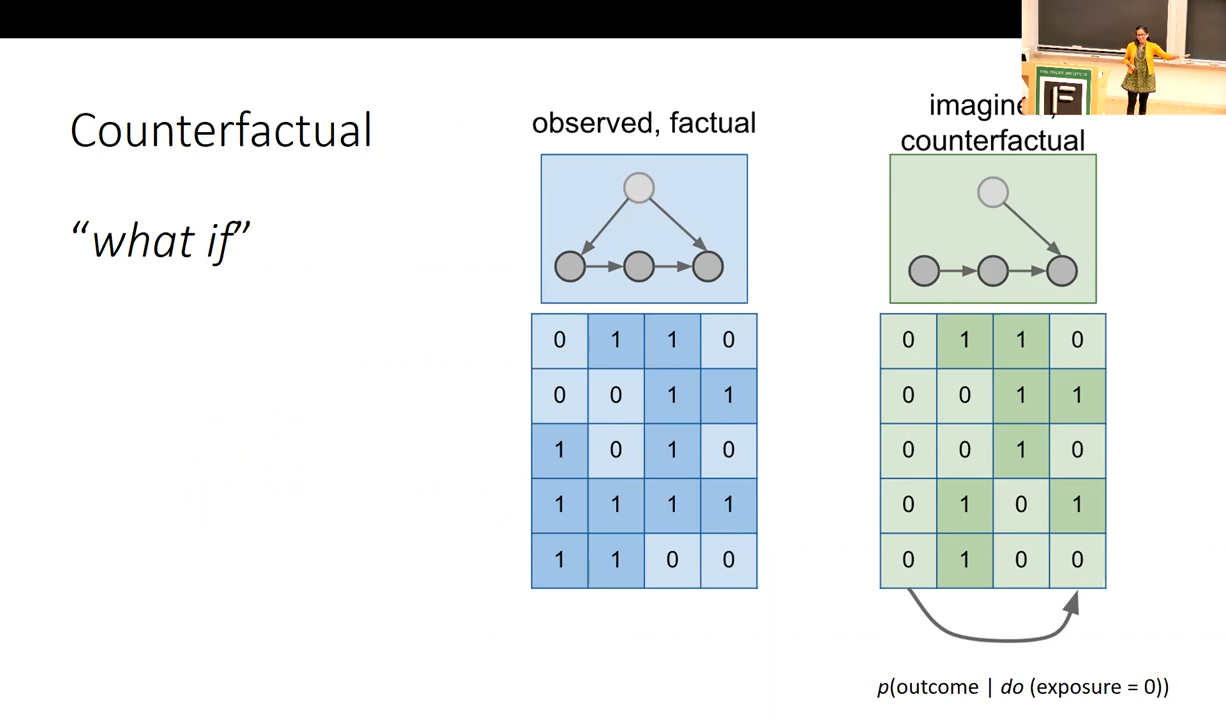 Counterfactual
“what if”
observed, factual
0 1 1 0
0 0 1 1
1 0 1 0
1 1 1 1
1 1 0 0
counterfactual
0 1 1 0
0 0 1 1
0 0 1 0
0 1 0 1
0 1 0 0
p(outcome | do (exposure = 0))